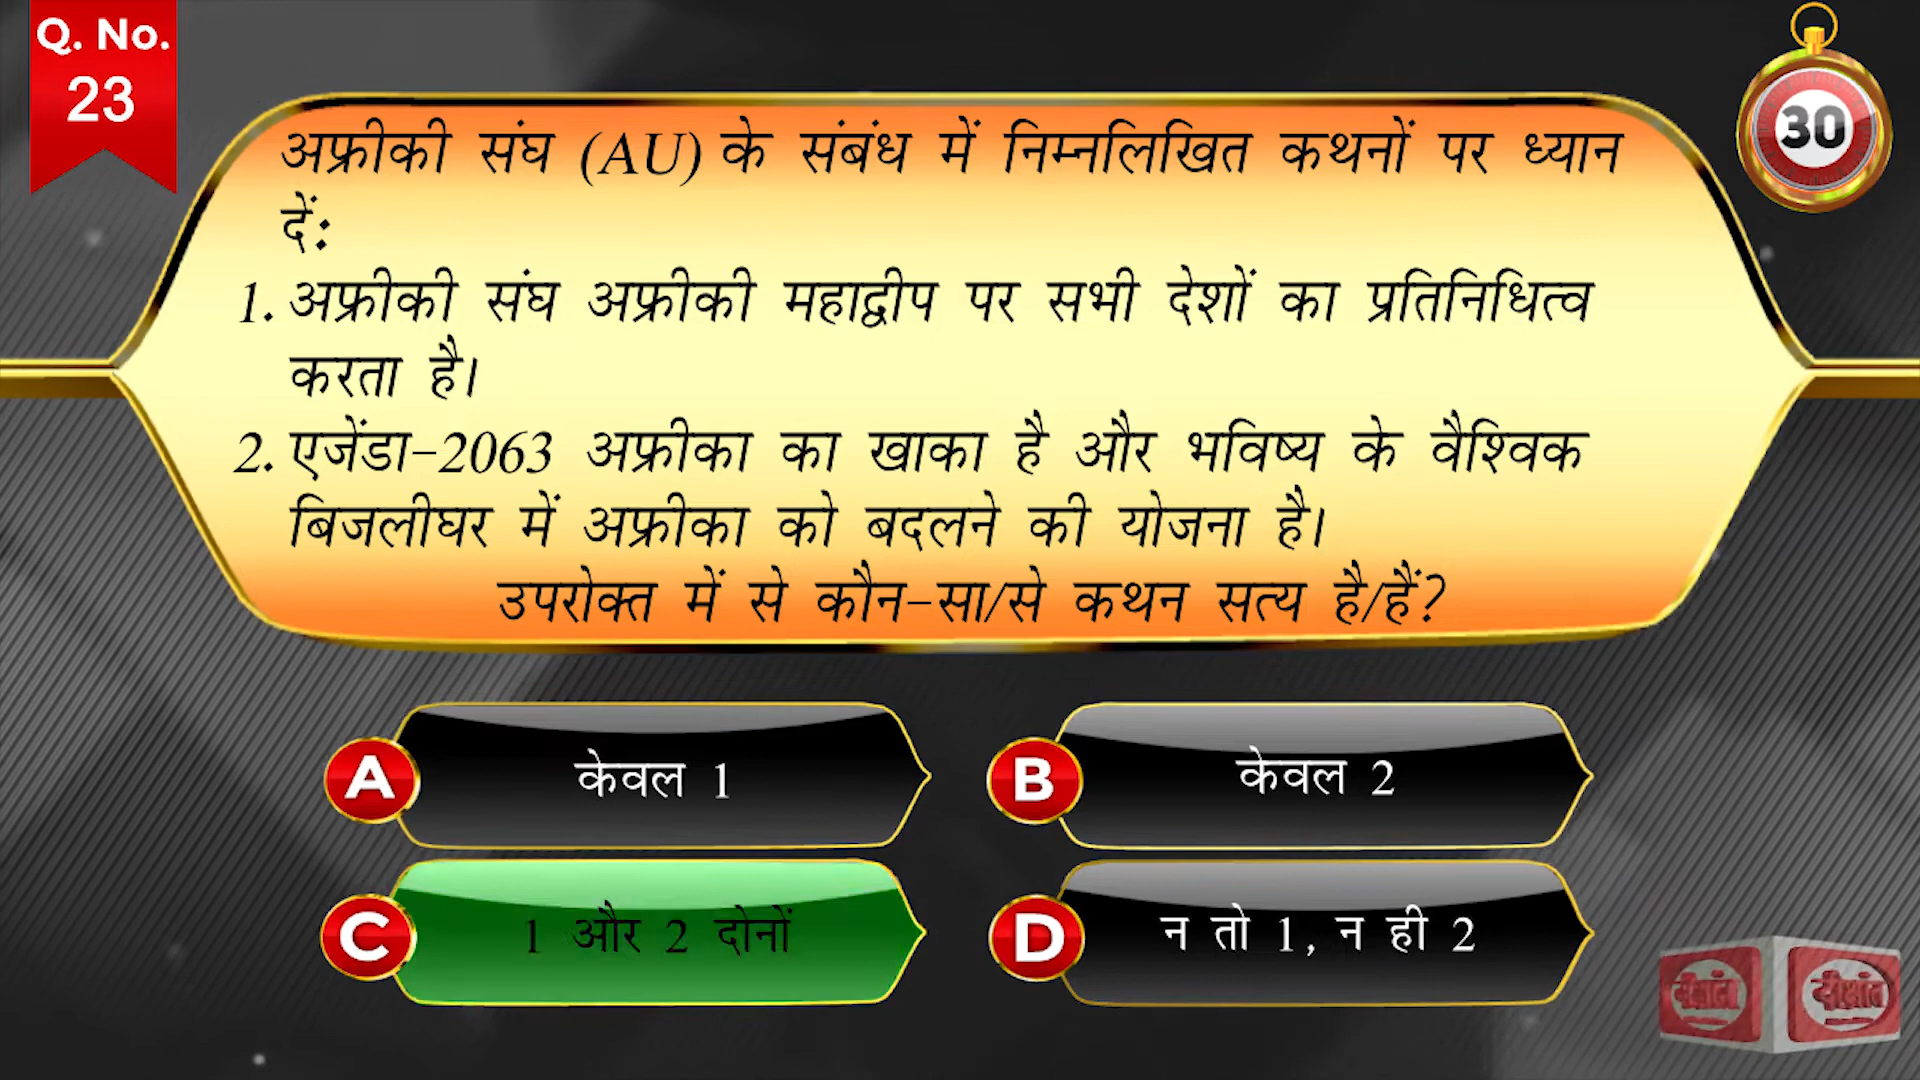 Q. No.
23
30
अफ्रीकी संघ (AU) के संबंध में निम्नलिखित कथनों पर ध्यान
दें:
1. अफ्रीकी संघ अफ्रीकी महाद्वीप पर सभी देशों का प्रतिनिधित्व
करता है।
2. एजेंडा-2063 अफ्रीका का खाका है और भविष्य के वैश्विक
बिजलीघर में अफ्रीका को बदलने की योजना है।
उपरोक्त में से कौन-सा/से कथन सत्य है/हैं?
A केवल 1
B केवल 2
C 1 और 2 दोनों
D न तो 1, न ही 2